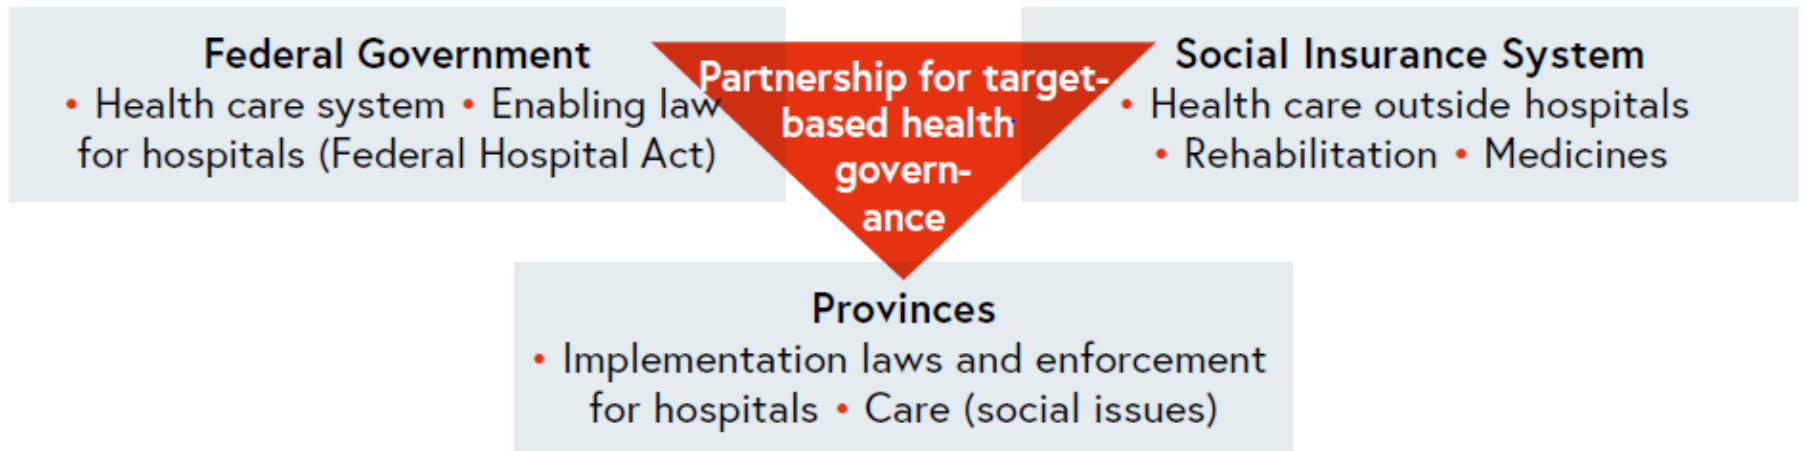 Federal Government
• Health care system • Enabling law
for hospitals (Federal Hospital Act)
Partnership for target-
based health
govern-
ance
Social Insurance System
• Health care outside hospitals
• Rehabilitation • Medicines
Provinces
• Implementation laws and enforcement
for hospitals • Care (social issues)